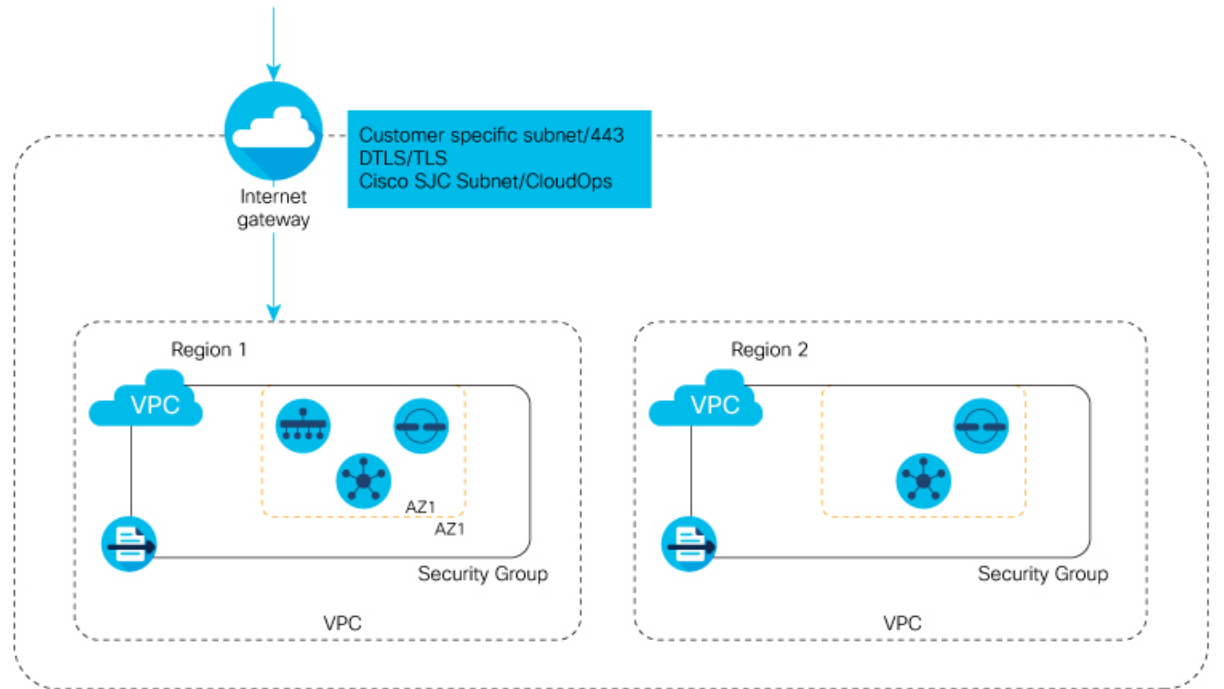 Customer specific subnet/443
DTLS/TLS
Cisco SJC Subnet/CloudOps
Internet
gateway
Region 1
VPC
AZ1
AZ1
Security Group
VPC
Region 2
VPC
Security Group
VPC